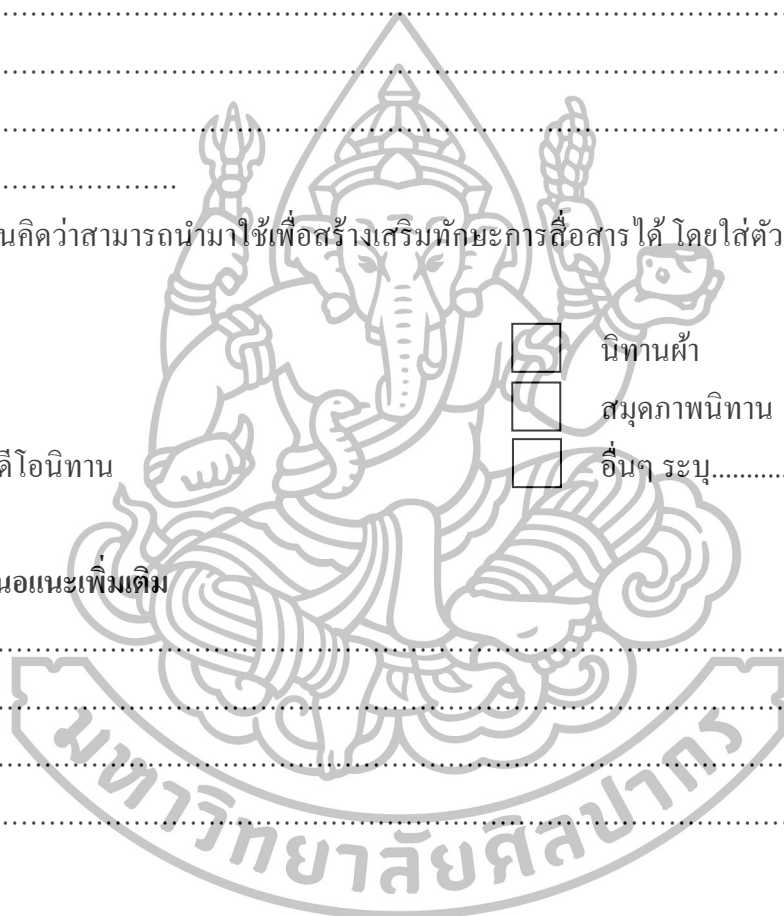 ........................................................................................
........................................................................................
........................................................................................
......................
นคิดว่าสามารถนำมาใช้เพื่อสร้างเสริมทักษะการสื่อสารได้ โดยใส่ตัว
นิทานผ้า
สมุดภาพนิทาน
ดีโอนิทาน อื่นๆ ระบุ...........
นอแนะเพิ่มเติม
........................................................................................
........................................................................................
........................................................................................
........................................................................................
มหาวิทยาลัยศิลปากร